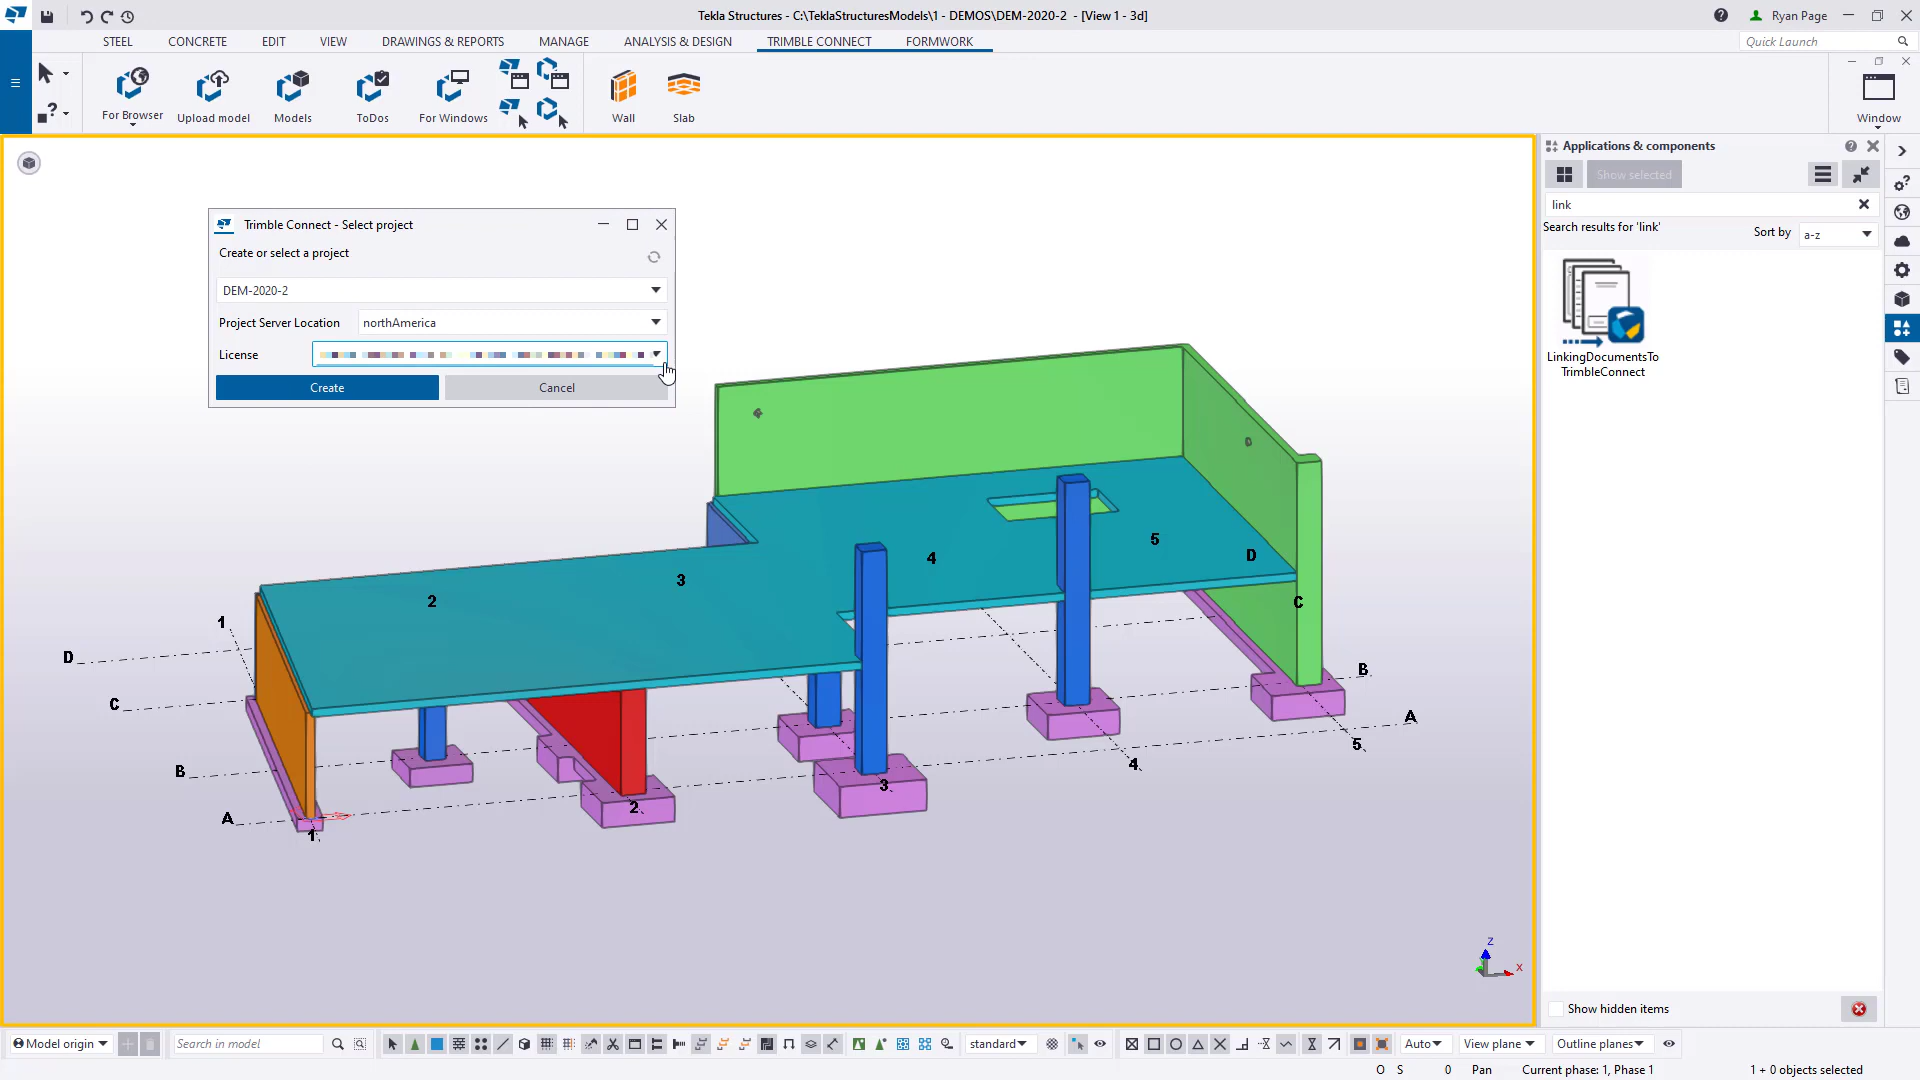 Tekla Structures - C:\TeklaStructuresModels\1 - DEMOS\DEM-2020-2 - [View 1 - 3d]
Ryan Page
STEEL CONCRETE EDIT VIEW DRAWINGS & REPORTS MANAGE ANALYSIS & DESIGN TRIMBLE CONNECT FORMWORK
Quick Launch
For Browser Upload model Models ToDos For Windows Wall Slab Window
Applications & components
Show selected
link
Search results for 'link'
Sort by a-z
LinkingDocumentsTo
TrimbleConnect
Show hidden items
Trimble Connect - Select project
Create or select a project
DEM-2020-2
Project Server Location northAmerica
License
Create Cancel
5
D
4
3
2
C
1
D
B
C
A
5
B
4
3
2
A
1
Z
X
Model origin Search in model standard Auto View plane Outline planes
O S 0 Pan Current phase: 1, Phase 1 1 + 0 objects selected